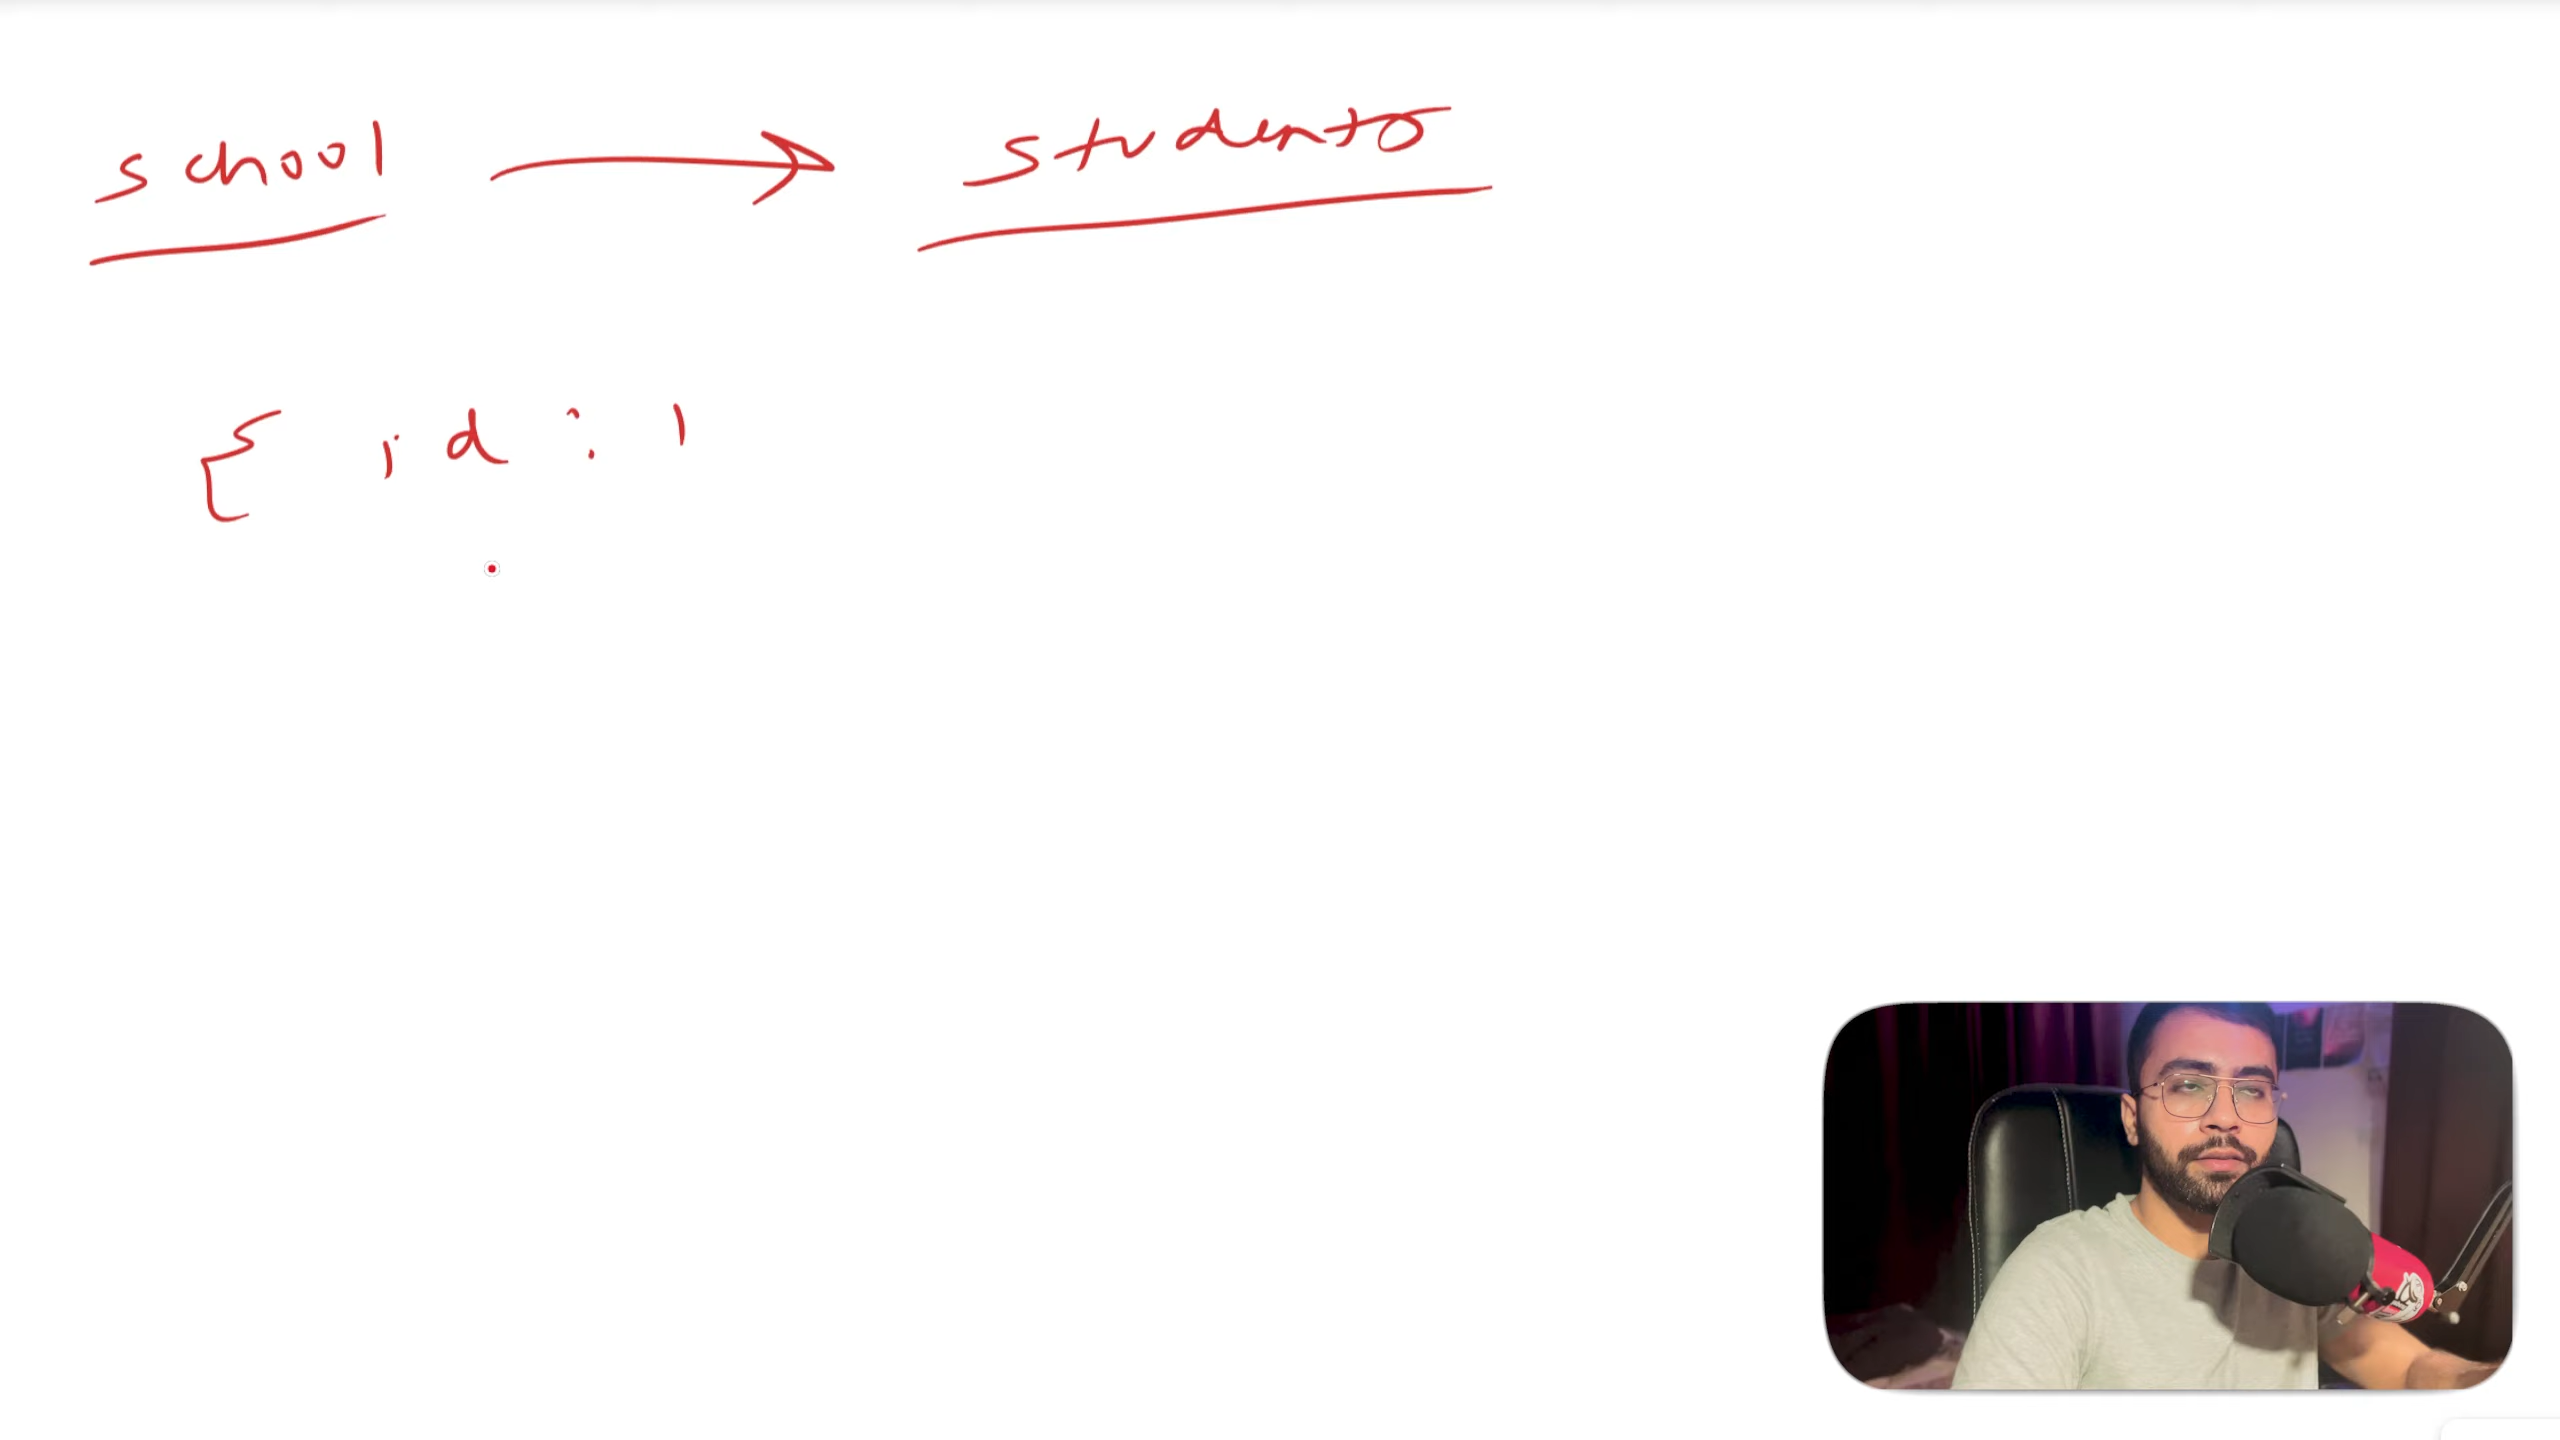 school → students
{ id : 1